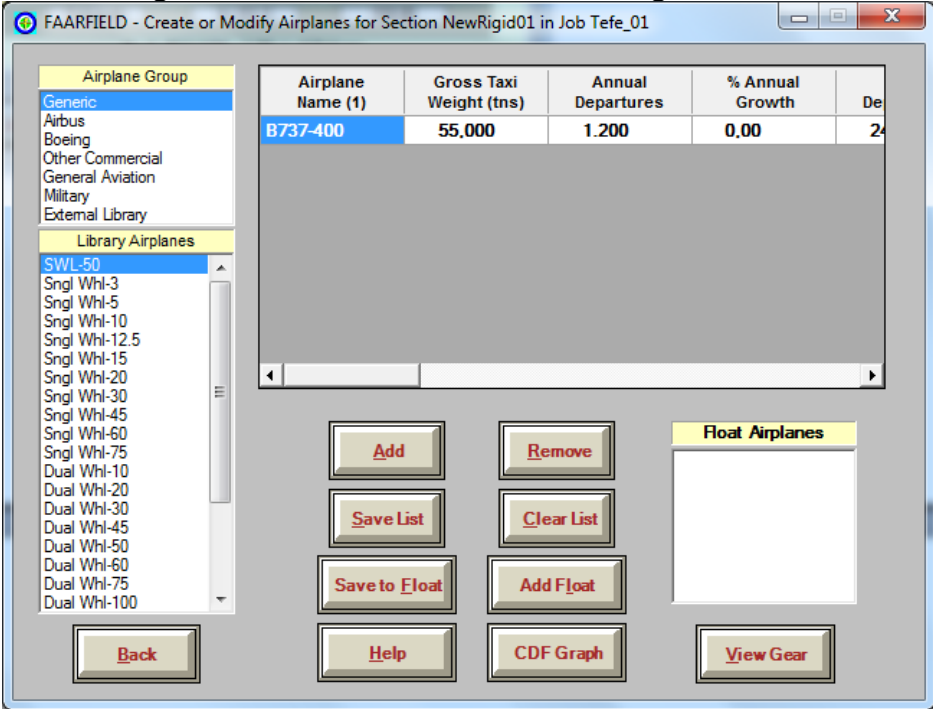 FAARFIELD - Create or Modify Airplanes for Section NewRigid01 in Job Tefe_01
Airplane Group
Generic
Airbus
Boeing
Other Commercial
General Aviation
Military
External Library
Library Airplanes
SWL-50
Sngl Whl-3
Sngl Whl-5
Sngl Whl-10
Sngl Whl-12.5
Sngl Whl-15
Sngl Whl-20
Sngl Whl-30
Sngl Whl-45
Sngl Whl-60
Sngl Whl-75
Dual Whl-10
Dual Whl-20
Dual Whl-30
Dual Whl-45
Dual Whl-50
Dual Whl-60
Dual Whl-75
Dual Whl-100
Airplane Name (1) Gross Taxi Weight (tns) Annual Departures % Annual Growth De
B737-400 55,000 1.200 0,00 24
Float Airplanes
Add Remove
Save List Clear List
Save to Float Add Float
Back Help CDF Graph View Gear